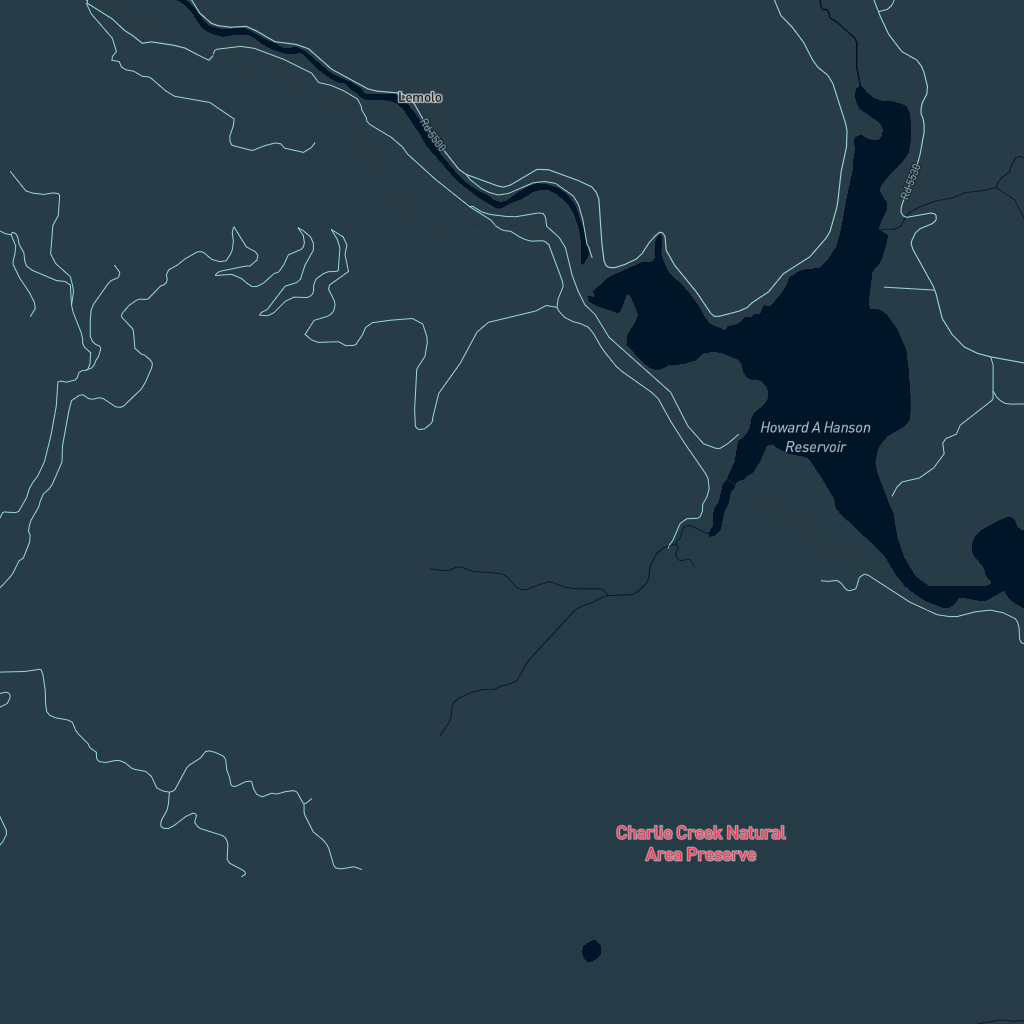 Lemolo
Rd 5500
Rd 5530
Howard A Hanson
Reservoir
Charlie Creek Natural
Area Preserve